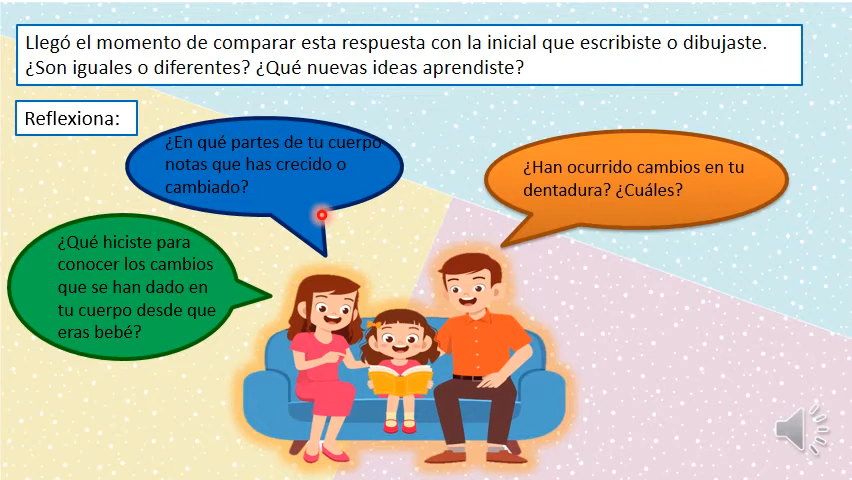 Llegó el momento de comparar esta respuesta con la inicial que escribiste o dibujaste.
¿Son iguales o diferentes? ¿Qué nuevas ideas aprendiste?
Reflexiona:
¿En qué partes de tu cuerpo
notas que has crecido o
cambiado?
¿Han ocurrido cambios en tu
dentadura? ¿Cuáles?
¿Qué hiciste para
conocer los cambios
que se han dado en
tu cuerpo desde que
eras bebé?